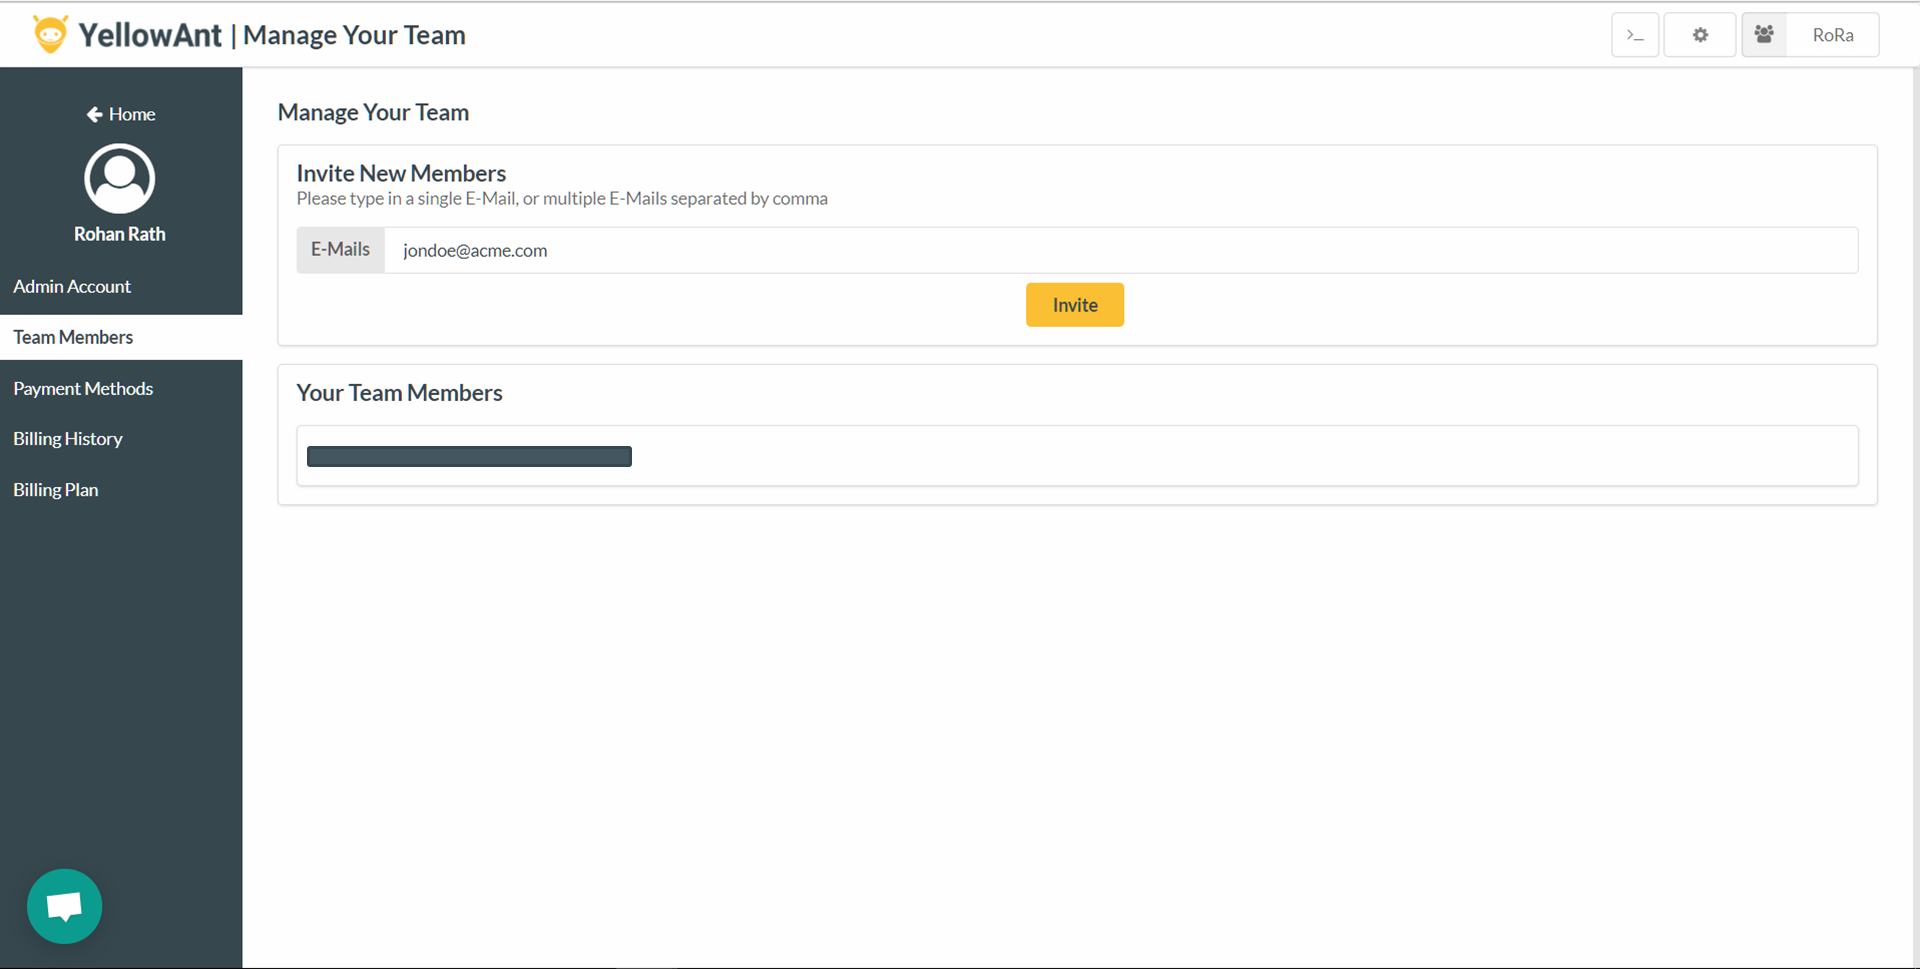 YellowAnt | Manage Your Team
>_
RoRa
Home
Rohan Rath
Admin Account
Team Members
Payment Methods
Billing History
Billing Plan
Manage Your Team
Invite New Members
Please type in a single E-Mail, or multiple E-Mails separated by comma
E-Mails
jondoe@acme.com
Invite
Your Team Members